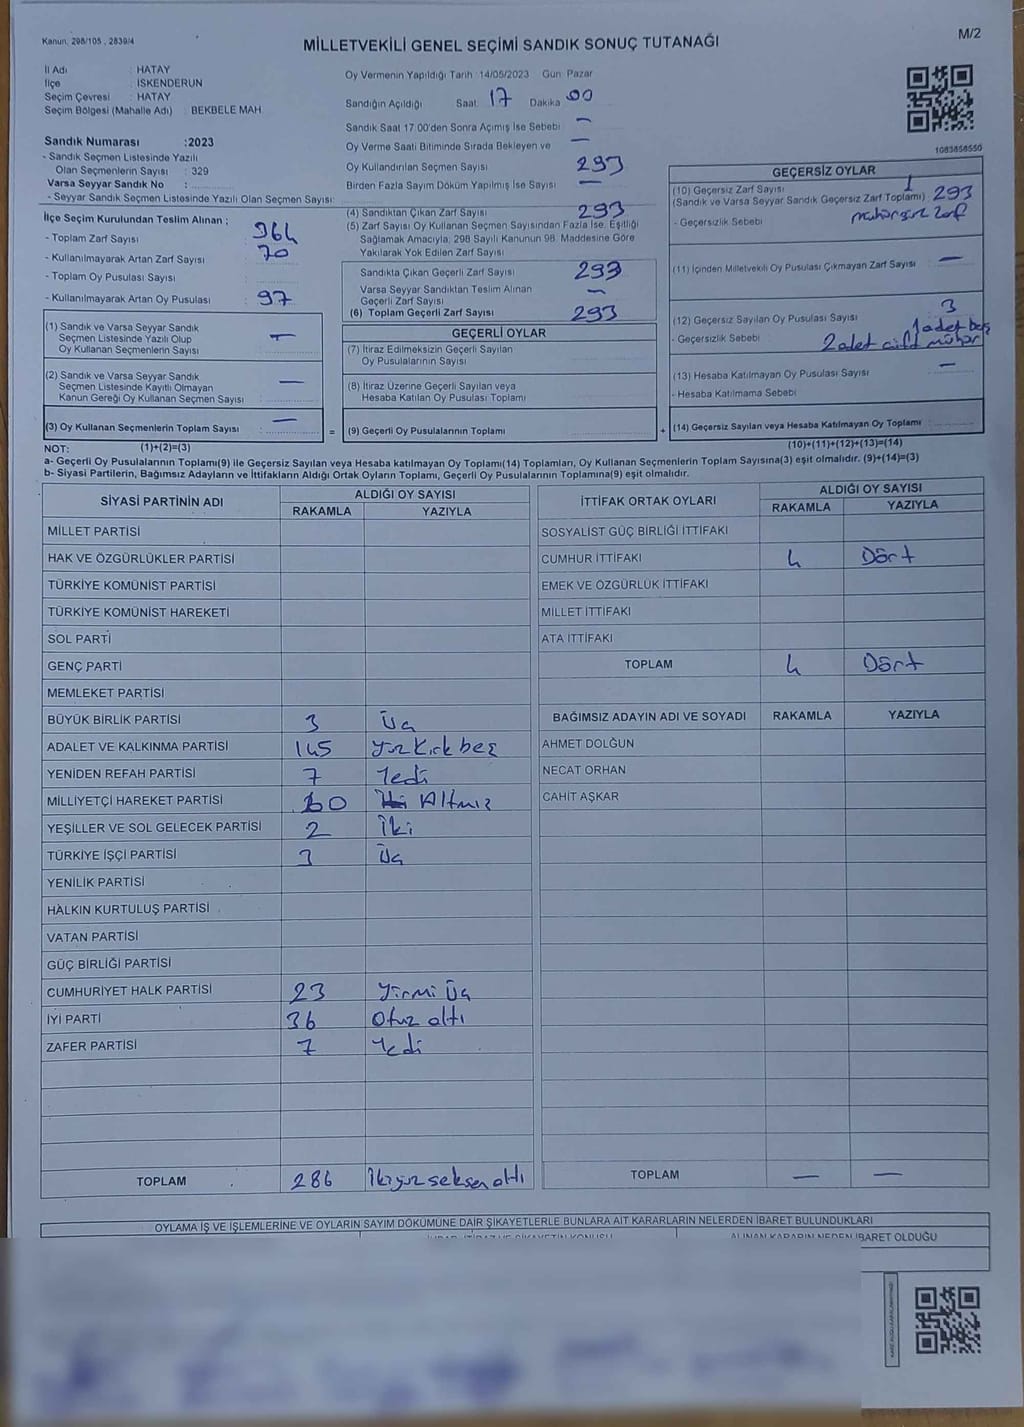 Kanun, 298/105 , 2839/4
MİLLETVEKİLİ GENEL SEÇİMİ SANDIK SONUÇ TUTANAĞI
M/2
İl Adı : HATAY
İlçe : İSKENDERUN
Seçim Çevresi : HATAY
Seçim Bölgesi (Mahalle Adı) : BEKBELE MAH
Sandık Numarası :2023
- Sandık Seçmen Listesinde Yazılı
Olan Seçmenlerin Sayısı : 329
Varsa Seyyar Sandık No :
- Seyyar Sandık Seçmen Listesinde Yazılı Olan Seçmen Sayısı:
Oy Vermenin Yapıldığı Tarih :14/05/2023 Gün: Pazar
Sandığın Açıldığı Saat 17 Dakika 00
Sandık Saat 17:00'den Sonra Açımış İse Sebebi —
Oy Verme Saati Bitiminde Sırada Bekleyen ve —
Oy Kullandırılan Seçmen Sayısı 293
Birden Fazla Sayım Döküm Yapılmış İse Sayısı —
1083858550
İlçe Seçim Kurulundan Teslim Alınan :
- Toplam Zarf Sayısı : 364
- Kullanılmayarak Artan Zarf Sayısı : 70
- Toplam Oy Pusulası Sayısı :
- Kullanılmayarak Artan Oy Pusulası : 97
(1) Sandık ve Varsa Seyyar Sandık
Seçmen Listesinde Yazılı Olup
Oy Kullanan Seçmenlerin Sayısı : —
(2) Sandık ve Varsa Seyyar Sandık
Seçmen Listesinde Kayıtlı Olmayan
Kanun Gereği Oy Kullanan Seçmen Sayısı : —
(3) Oy Kullanan Seçmenlerin Toplam Sayısı : —
(1)+(2)=(3)
(4) Sandıktan Çıkan Zarf Sayısı 293
(5) Zarf Sayısı Oy Kullanan Seçmen Sayısından Fazla İse, Eşitliği
Sağlamak Amacıyla, 298 Sayılı Kanunun 98. Maddesine Göre
Yakılarak Yok Edilen Zarf Sayısı
Sandıkta Çıkan Geçerli Zarf Sayısı 293
Varsa Seyyar Sandıktan Teslim Alınan
Geçerli Zarf Sayısı —
(6) Toplam Geçerli Zarf Sayısı 293
GEÇERLİ OYLAR
(7) İtiraz Edilmeksizin Geçerli Sayılan
Oy Pusulalarının Sayısı
(8) İtiraz Üzerine Geçerli Sayılan veya
Hesaba Katılan Oy Pusulası Toplamı
= (9) Geçerli Oy Pusulalarının Toplamı
GEÇERSİZ OYLAR
(10) Geçersiz Zarf Sayısı 1
(Sandık ve Varsa Seyyar Sandık Geçersiz Zarf Toplamı) 293
- Geçersizlik Sebebi : mühürsüz zarf
(11) İçinden Milletvekili Oy Pusulası Çıkmayan Zarf Sayısı —
(12) Geçersiz Sayılan Oy Pusulası Sayısı 3
1 adet boş
- Geçersizlik Sebebi 2 adet çift mühür
(13) Hesaba Katılmayan Oy Pusulası Sayısı —
- Hesaba Katılmama Sebebi
+ (14) Geçersiz Sayılan veya Hesaba Katılmayan Oy Toplamı :
(10)+(11)+(12)+(13)=(14)
NOT:
a- Geçerli Oy Pusulalarının Toplamı(9) ile Geçersiz Sayılan veya Hesaba katılmayan Oy Toplamı(14) Toplamları, Oy Kullanan Seçmenlerin Toplam Sayısına(3) eşit olmalıdır. (9)+(14)=(3)
b- Siyasi Partilerin, Bağımsız Adayların ve İttifakların Aldığı Ortak Oyların Toplamı, Geçerli Oy Pusulalarının Toplamına(9) eşit olmalıdır.
SİYASİ PARTİNİN ADI ALDIĞI OY SAYISI
RAKAMLA YAZIYLA
MİLLET PARTİSİ
HAK VE ÖZGÜRLÜKLER PARTİSİ
TÜRKİYE KOMÜNİST PARTİSİ
TÜRKİYE KOMÜNİST HAREKETİ
SOL PARTİ
GENÇ PARTİ
MEMLEKET PARTİSİ
BÜYÜK BİRLİK PARTİSİ 3 Üç
ADALET VE KALKINMA PARTİSİ 145 Yüz Kırk beş
YENİDEN REFAH PARTİSİ 7 Yedi
MİLLİYETÇİ HAREKET PARTİSİ 60 Altmış
YEŞİLLER VE SOL GELECEK PARTİSİ 2 İki
TÜRKİYE İŞÇİ PARTİSİ 3 Üç
YENİLİK PARTİSİ
HALKIN KURTULUŞ PARTİSİ
VATAN PARTİSİ
GÜÇ BİRLİĞİ PARTİSİ
CUMHURİYET HALK PARTİSİ 23 Yirmi Üç
İYİ PARTİ 36 Otuz altı
ZAFER PARTİSİ 7 Yedi
TOPLAM 286 İkiyüz seksen altı
İTTİFAK ORTAK OYLARI ALDIĞI OY SAYISI
RAKAMLA YAZIYLA
SOSYALİST GÜÇ BİRLİĞİ İTTİFAKI
CUMHUR İTTİFAKI 4 Dört
EMEK VE ÖZGÜRLÜK İTTİFAKI
MİLLET İTTİFAKI
ATA İTTİFAKI
TOPLAM 4 Dört
BAĞIMSIZ ADAYIN ADI VE SOYADI RAKAMLA YAZIYLA
AHMET DOLĞUN
NECAT ORHAN
CAHİT AŞKAR
TOPLAM — —
OYLAMA İŞ VE İŞLEMLERİNE VE OYLARIN SAYIM DÖKÜMÜNE DAİR ŞİKAYETLERLE BUNLARA AİT KARARLARIN NELERDEN İBARET BULUNDUKLARI
ALINAN KARARIN NEDEN İBARET OLDUĞU